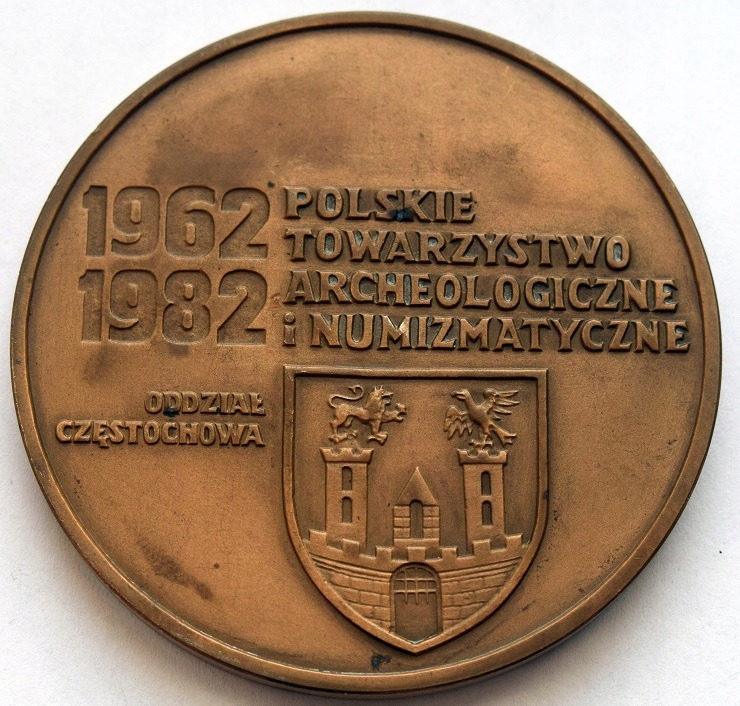 1962 POLSKIE
TOWARZYSTWO
1982 ARCHEOLOGICZNE
i NUMIZMATYCZNE
ODDZIAŁ
CZĘSTOCHOWA